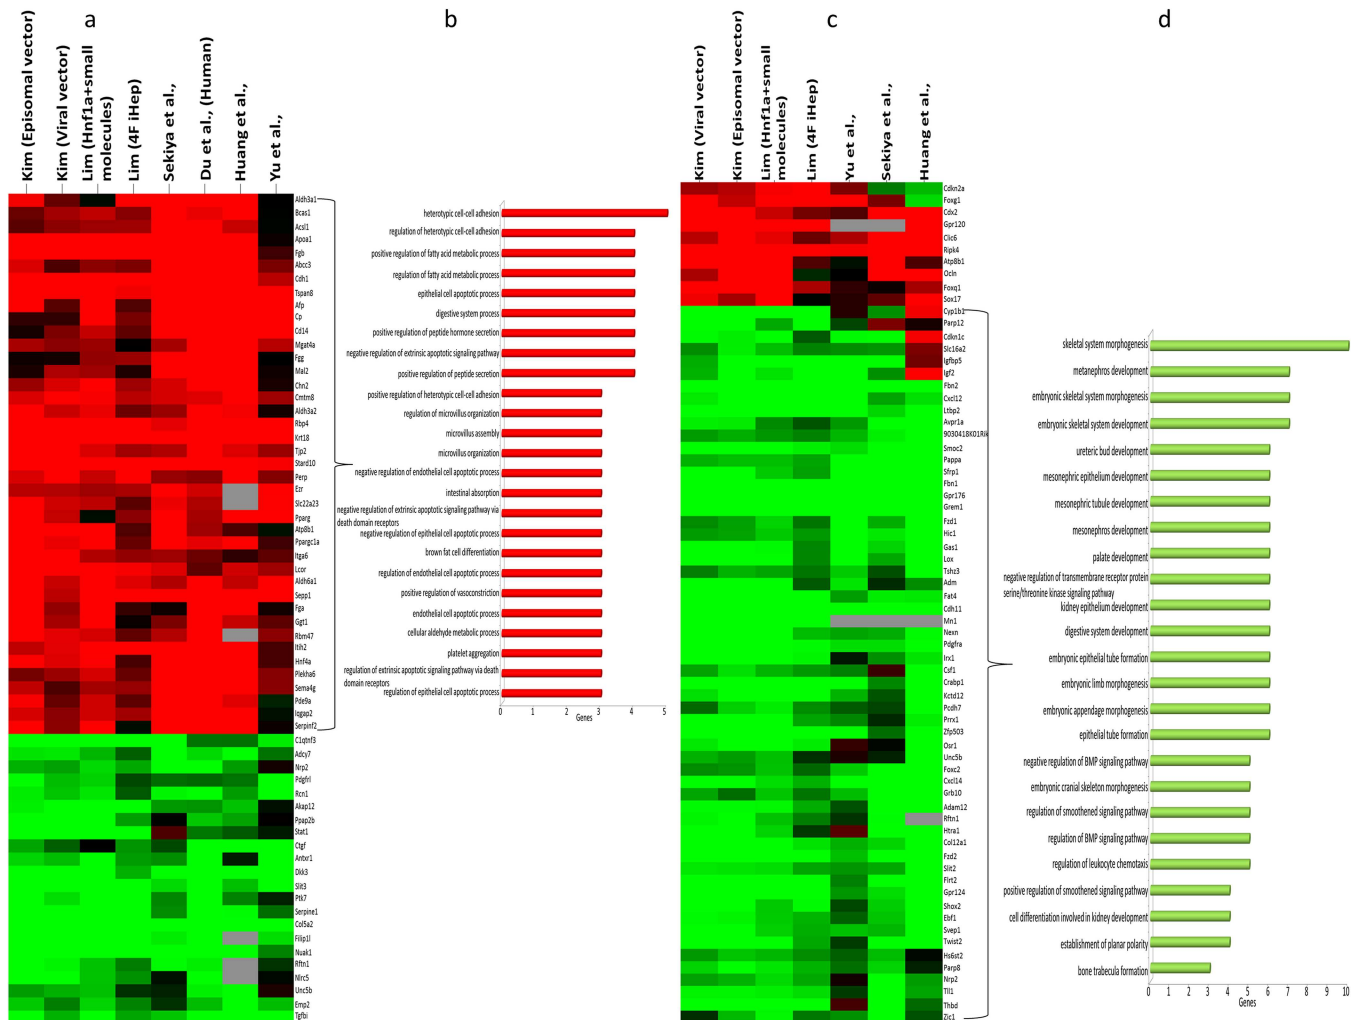 a
b
c
d
Kim (Episomal vector)
Kim (Viral vector)
Lim (Hnf1a+small
molecules)
Lim (4F iHep)
Sekiya et al.,
Du et al., (Human)
Huang et al.,
Yu et al.,
Aldh3a1
Bcas1
Acsl1
Apoa1
Fgb
Abcc3
Cdh1
Tspan8
Afp
Cp
Cd14
Mgat4a
Fgg
Mal2
Chn2
Cmtm8
Aldh3a2
Rbp4
Krt18
Tjp2
Stard10
Perp
Ezr
Slc22a23
Pparg
Atp8b1
Ppargc1a
Itga6
Lcor
Aldh6a1
Sepp1
Fga
Ggt1
Rbm47
Itih2
Hnf4a
Plekha6
Sema4g
Pde9a
Iqgap2
Serpinf2
C1qtnf3
Adcy7
Nrp2
Pdgfrl
Rcn1
Akap12
Ppap2b
Stat1
Ctgf
Antxr1
Dkk3
Slit3
Ptk7
Serpine1
Col5a2
Filip1l
Nuak1
Rftn1
Nlrc5
Unc5b
Emp2
Tgfbi
heterotypic cell-cell adhesion
regulation of heterotypic cell-cell adhesion
positive regulation of fatty acid metabolic process
regulation of fatty acid metabolic process
epithelial cell apoptotic process
digestive system process
positive regulation of peptide hormone secretion
negative regulation of extrinsic apoptotic signaling pathway
positive regulation of peptide secretion
positive regulation of heterotypic cell-cell adhesion
regulation of microvillus organization
microvillus assembly
microvillus organization
negative regulation of endothelial cell apoptotic process
intestinal absorption
negative regulation of extrinsic apoptotic signaling pathway via
death domain receptors
negative regulation of epithelial cell apoptotic process
brown fat cell differentiation
regulation of endothelial cell apoptotic process
positive regulation of vasoconstriction
endothelial cell apoptotic process
cellular aldehyde metabolic process
platelet aggregation
regulation of extrinsic apoptotic signaling pathway via death
domain receptors
regulation of epithelial cell apoptotic process
0 1 2 3 4 5
Genes
Kim (Viral vector)
Kim (Episomal vector)
Lim (Hnf1a+small
molecules)
Lim (4F iHep)
Yu et al.,
Sekiya et al.,
Huang et al.,
Cdkn2a
Foxg1
Cdx2
Gpr120
Clic6
Ripk4
Atp8b1
Ocln
Foxq1
Sox17
Cyp1b1
Parp12
Cdkn1c
Slc16a2
Igfbp5
Igf2
Fbn2
Cxcl12
Ltbp2
Avpr1a
9030418K01Rik
Smoc2
Pappa
Sfrp1
Fbn1
Gpr176
Grem1
Fzd1
Hic1
Gas1
Lox
Tshz3
Adm
Fat4
Cdh11
Mn1
Nexn
Pdgfra
Irx1
Csf1
Crabp1
Kctd12
Pcdh7
Prrx1
Zfp503
Osr1
Unc5b
Foxc2
Cxcl14
Grb10
Adam12
Rftn1
Htra1
Col12a1
Fzd2
Slit2
Flrt2
Gpr124
Shox2
Ebf1
Svep1
Twist2
Hs6st2
Parp8
Nrp2
Tll1
Thbd
Zic1
skeletal system morphogenesis
metanephros development
embryonic skeletal system morphogenesis
embryonic skeletal system development
ureteric bud development
mesonephric epithelium development
mesonephric tubule development
mesonephros development
palate development
negative regulation of transmembrane receptor protein
serine/threonine kinase signaling pathway
kidney epithelium development
digestive system development
embryonic epithelial tube formation
embryonic limb morphogenesis
embryonic appendage morphogenesis
epithelial tube formation
negative regulation of BMP signaling pathway
embryonic cranial skeleton morphogenesis
regulation of smoothened signaling pathway
regulation of BMP signaling pathway
regulation of leukocyte chemotaxis
positive regulation of smoothened signaling pathway
cell differentiation involved in kidney development
establishment of planar polarity
bone trabecula formation
0 1 2 3 4 5 6 7 8 9 10
Genes